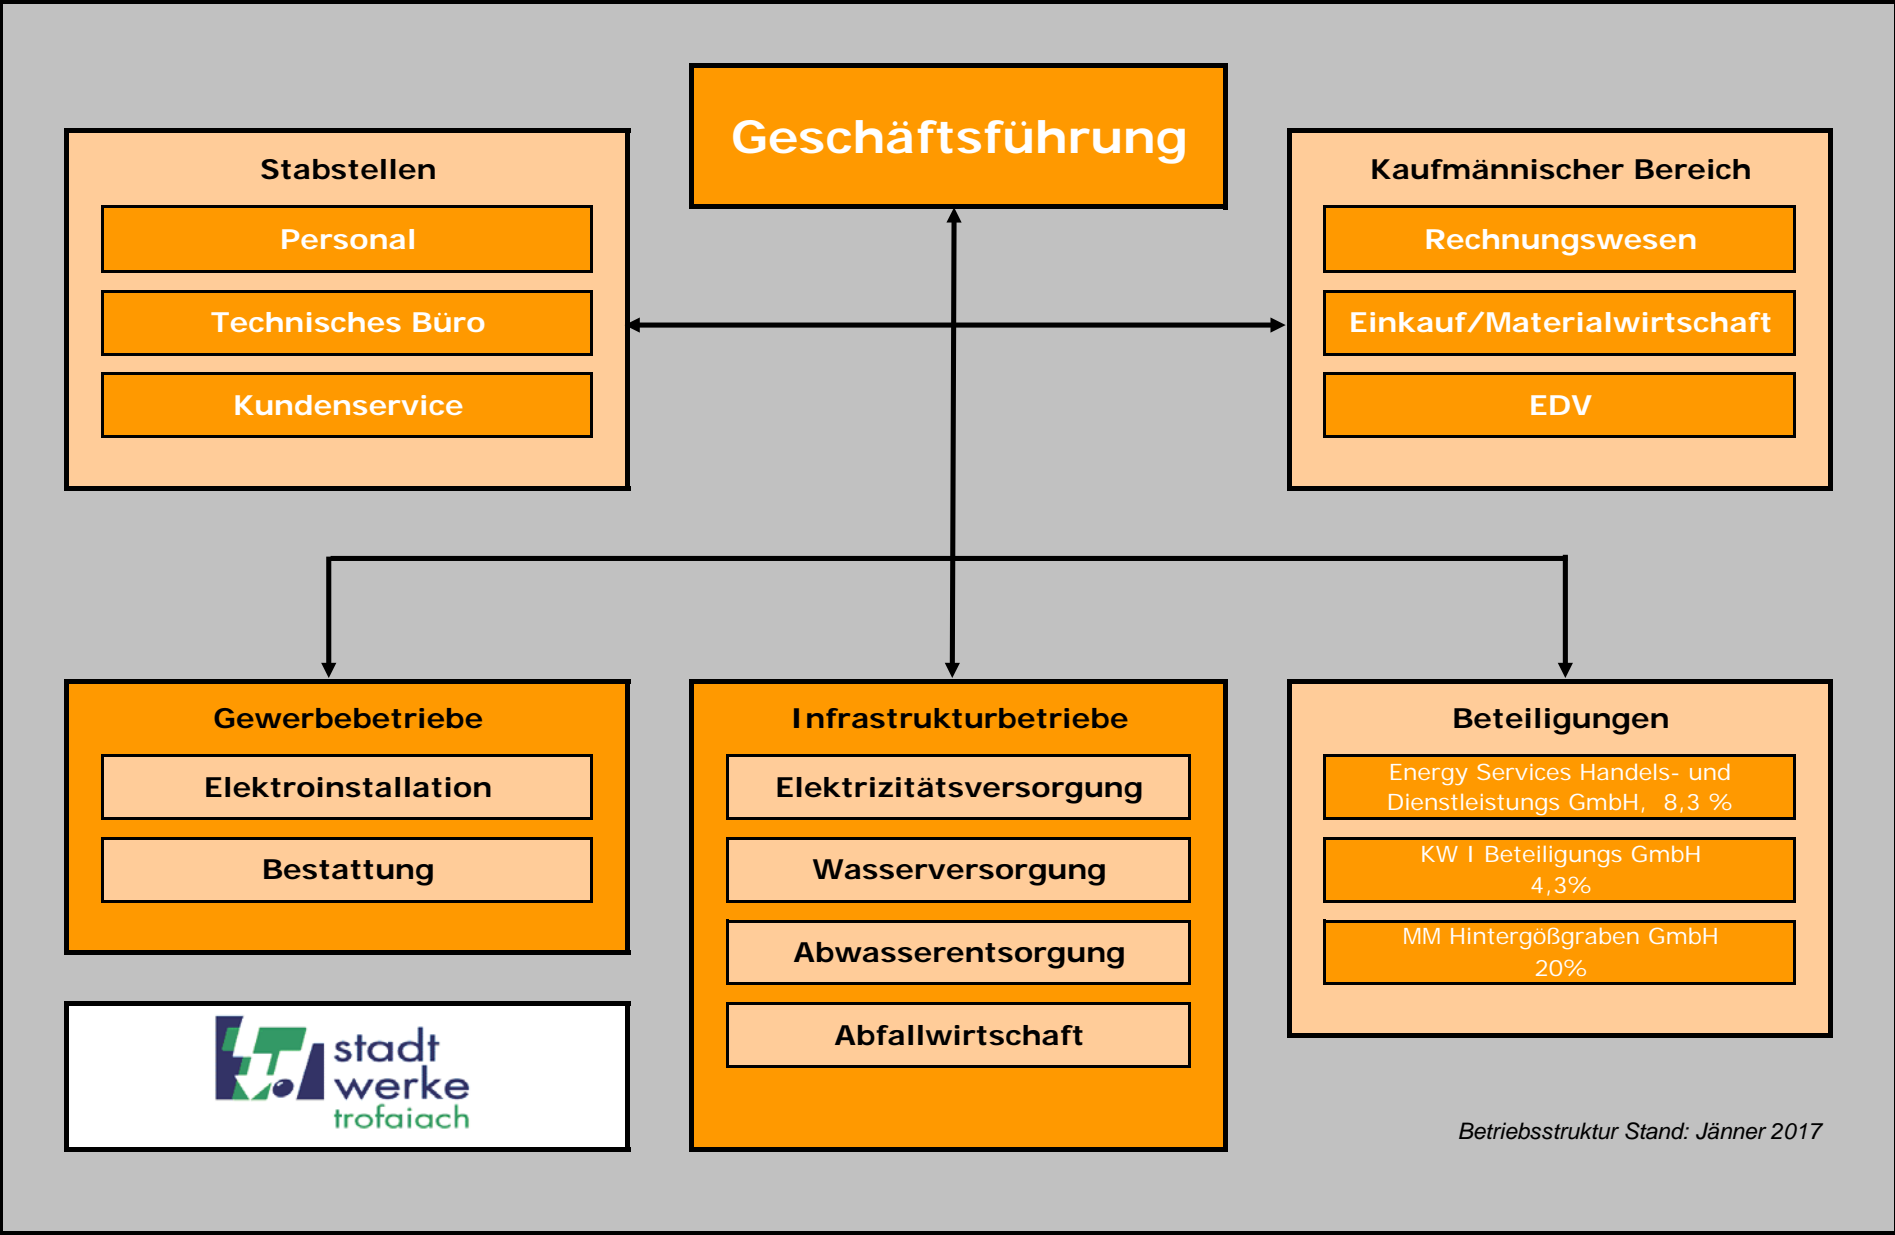 Geschäftsführung
Stabstellen
Personal
Technisches Büro
Kundenservice
Kaufmännischer Bereich
Rechnungswesen
Einkauf/Materialwirtschaft
EDV
Gewerbebetriebe
Elektroinstallation
Bestattung
Infrastrukturbetriebe
Elektrizitätsversorgung
Wasserversorgung
Abwasserentsorgung
Abfallwirtschaft
Beteiligungen
Energy Services Handels- und
Dienstleistungs GmbH, 8,3 %
KW I Beteiligungs GmbH
4,3%
MM Hintergößgraben GmbH
20%
stadt
werke
trofaiach
Betriebsstruktur Stand: Jänner 2017